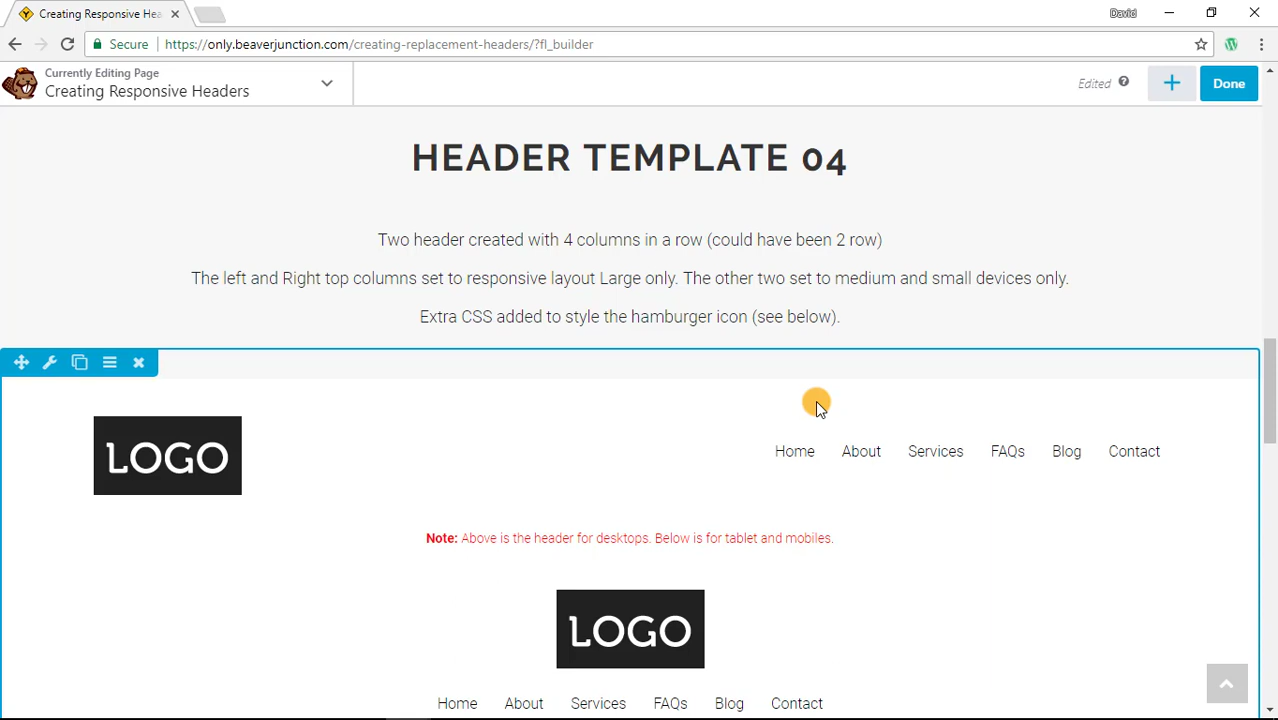 Creating Responsive Hea
David
Secure https://only.beaverjunction.com/creating-replacement-headers/?fl_builder
Currently Editing Page
Creating Responsive Headers
Edited ?
+
Done
HEADER TEMPLATE 04
Two header created with 4 columns in a row (could have been 2 row)
The left and Right top columns set to responsive layout Large only. The other two set to medium and small devices only.
Extra CSS added to style the hamburger icon (see below).
LOGO
Home About Services FAQs Blog Contact
Note: Above is the header for desktops. Below is for tablet and mobiles.
LOGO
Home About Services FAQs Blog Contact